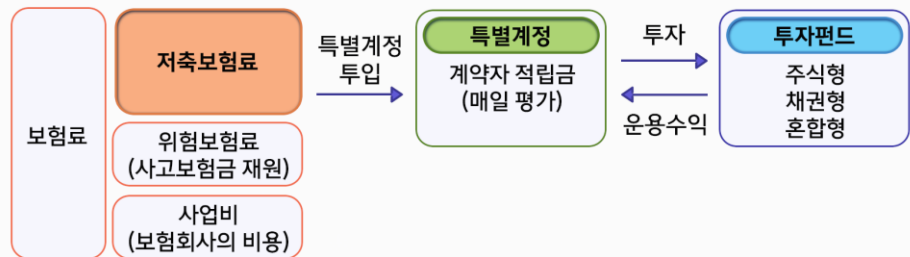 보험료
저축보험료
위험보험료
(사고보험금 재원)
사업비
(보험회사의 비용)
특별계정
투입
특별계정
계약자 적립금
(매일 평가)
투자
운용수익
투자펀드
주식형
채권형
혼합형